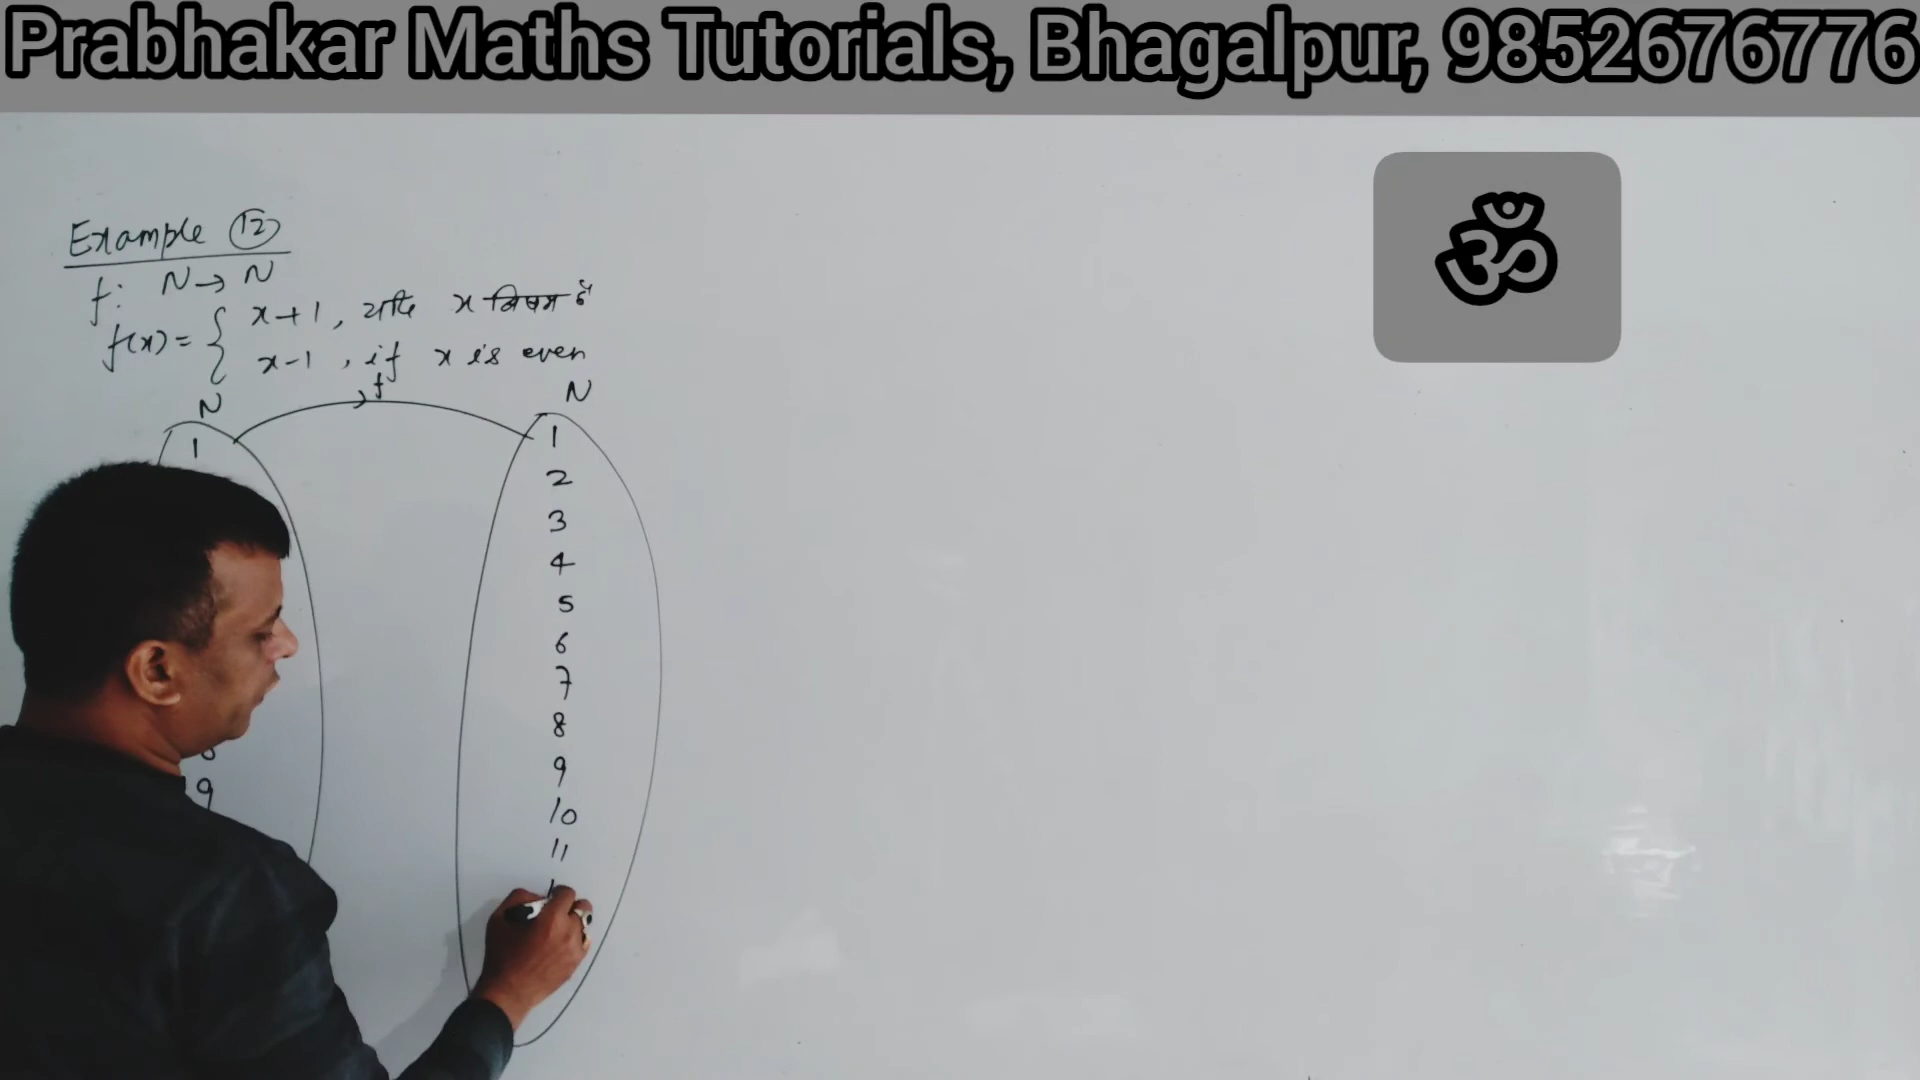 Prabhakar Maths Tutorials, Bhagalpur, 9852676776
ॐ
Example 12
f: N → N
f(x) = { x+1, यदि x विषम है
x-1, if x is even
f
N
N
1
9
1
2
3
4
5
6
7
8
9
10
11